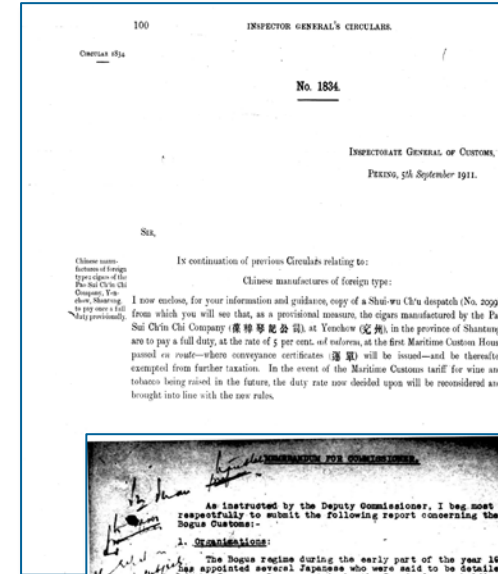 100
INSPECTOR GENERAL'S CIRCULARS.
CIRCULAR 1834
No. 1834.
INSPECTORATE GENERAL OF CUSTOMS,
PEKING, 5th September 1911.
SIR,
Chinese manu-
factures of foreign
type: cigars of the
Pao Sui Ch'in Chi
Company, Yen-
chow, Shantung,
to pay once a full
duty provisionally.
IN continuation of previous Circulars relating to:
Chinese manufactures of foreign type:
I now enclose, for your information and guidance, copy of a Shui-wu Ch'u despatch (No. 2099
from which you will see that, as a provisional measure, the cigars manufactured by the Pa
Sui Ch'in Chi Company (琴記公司), at Yenchow (兗州), in the province of Shantung
are to pay a full duty, at the rate of 5 per cent. ad valorem, at the first Maritime Custom Hous
passed en route—where conveyance certificates (運單) will be issued—and be thereafte
exempted from further taxation. In the event of the Maritime Customs tariff for wine an
tobacco being raised in the future, the duty rate now decided upon will be reconsidered an
brought into line with the new rules.
MEMORANDUM FOR COMMISSIONER.
As instructed by the Deputy Commissioner, I beg most
respectfully to submit the following report concerning the
Bogus Customs:-
1. Organizations:
The Bogus regime during the early part of the year 19
has appointed several Japanese who were said to be detaile